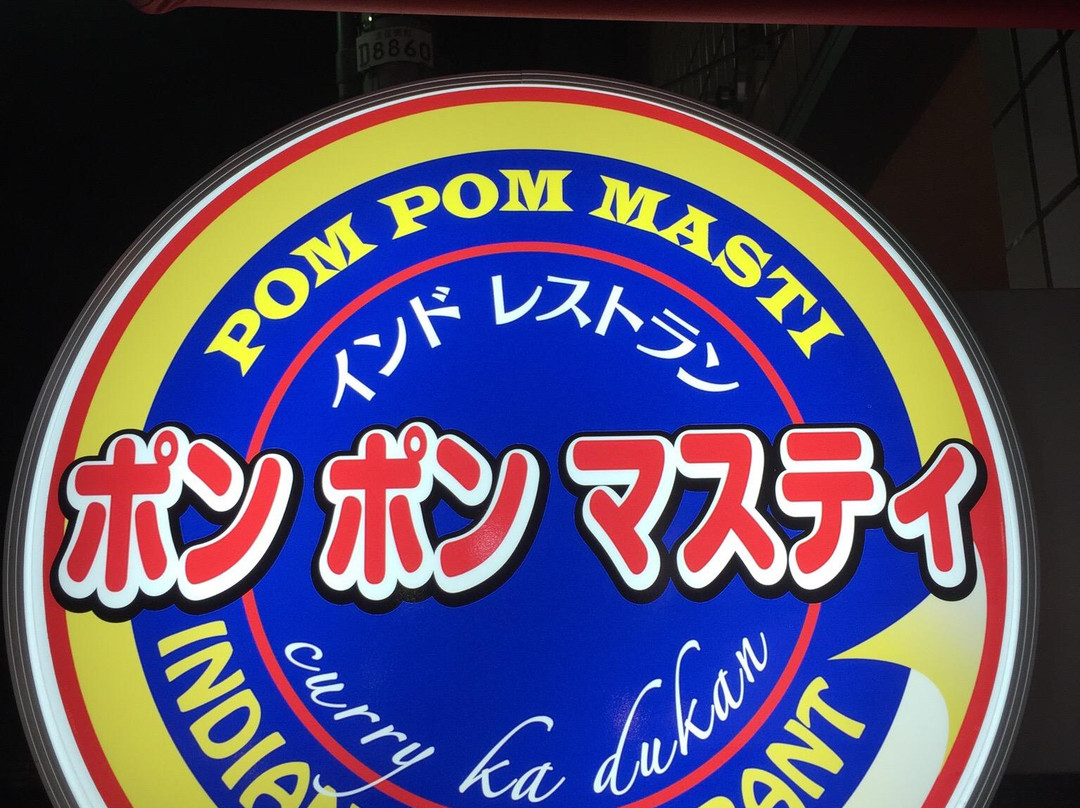 D8860
POM POM MASTI
インド レストラン
ポン ポン マスティ
curry ka dukan